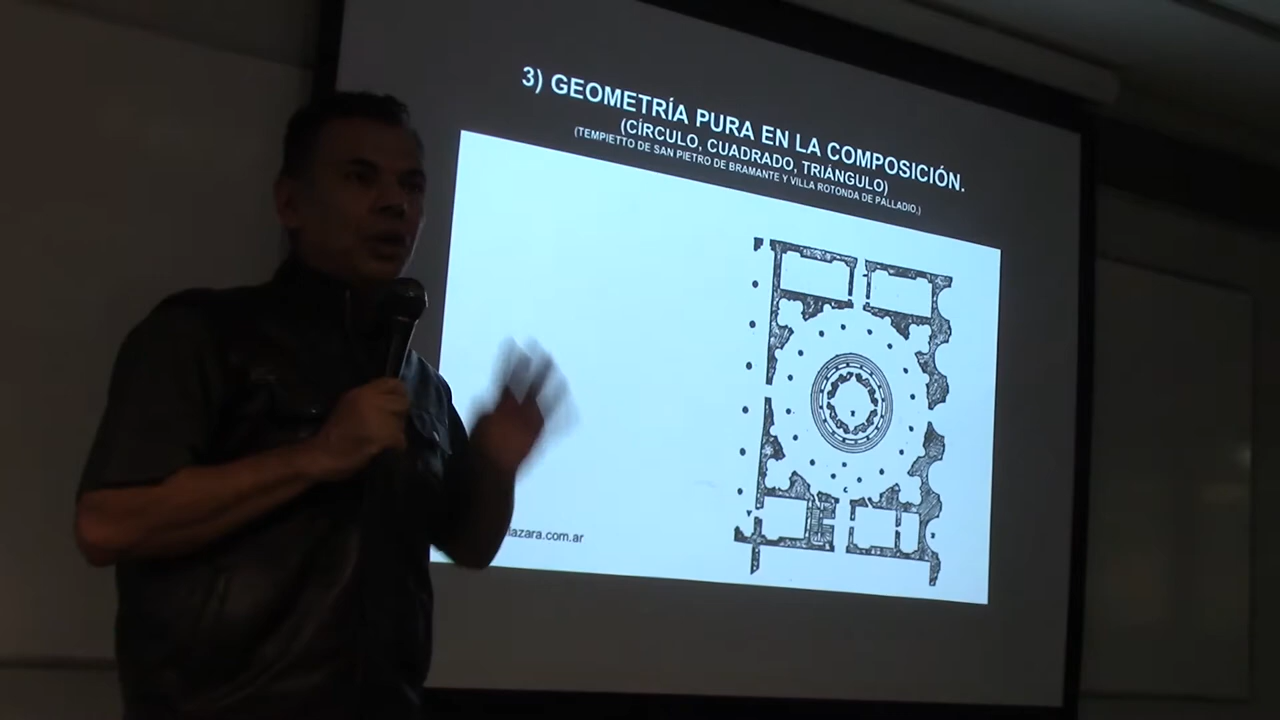 3) GEOMETRÍA PURA EN LA COMPOSICIÓN.
(CÍRCULO, CUADRADO, TRIÁNGULO)
(TEMPIETTO DE SAN PIETRO DE BRAMANTE Y VILLA ROTONDA DE PALLADIO.)
lazara.com.ar